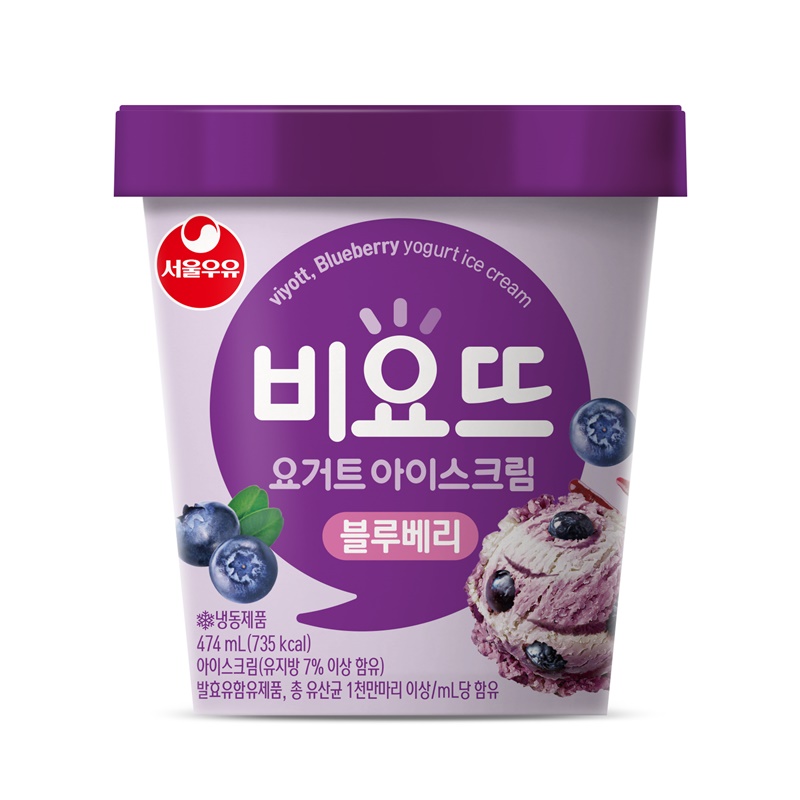 서울우유
viyott, Blueberry yogurt ice cream
비요뜨
요거트 아이스크림
블루베리
냉동제품
474 mL(735 kcal)
아이스크림(유지방 7% 이상 함유)
발효유함유제품, 총 유산균 1천만마리 이상/mL당 함유